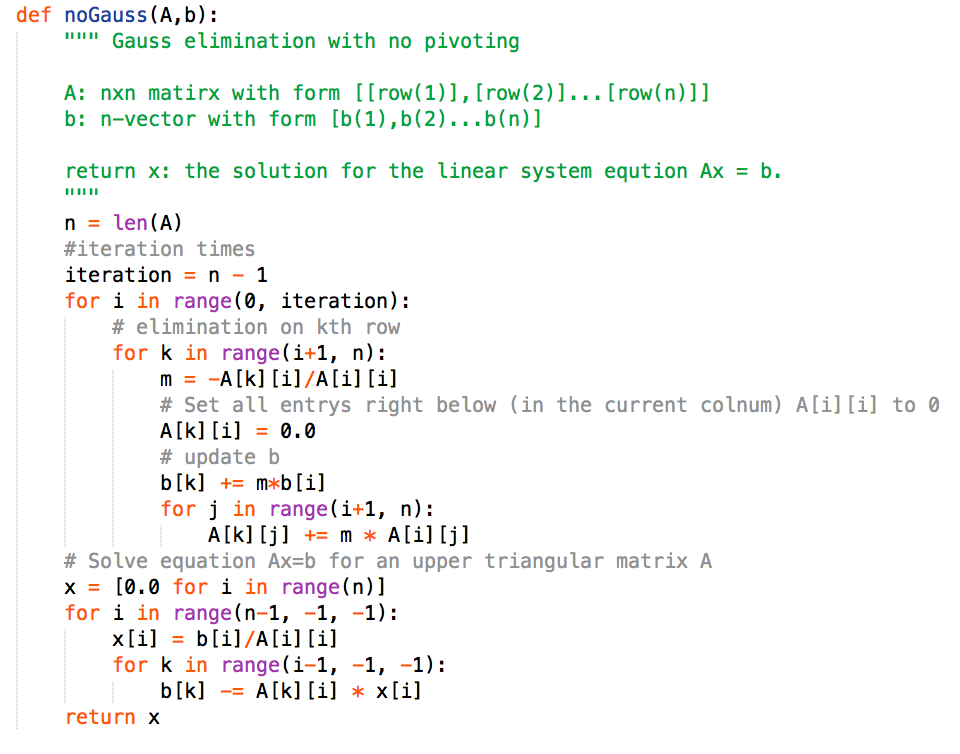 def noGauss(A,b):
    """ Gauss elimination with no pivoting

    A: nxn matirx with form [[row(1)],[row(2)]...[row(n)]]
    b: n-vector with form [b(1),b(2)...b(n)]

    return x: the solution for the linear system eqution Ax = b.
    """
    n = len(A)
    #iteration times
    iteration = n - 1
    for i in range(0, iteration):
        # elimination on kth row
        for k in range(i+1, n):
            m = -A[k][i]/A[i][i]
            # Set all entrys right below (in the current colnum) A[i][i] to 0
            A[k][i] = 0.0
            # update b
            b[k] += m*b[i]
            for j in range(i+1, n):
                A[k][j] += m * A[i][j]
    # Solve equation Ax=b for an upper triangular matrix A
    x = [0.0 for i in range(n)]
    for i in range(n-1, -1, -1):
        x[i] = b[i]/A[i][i]
        for k in range(i-1, -1, -1):
            b[k] -= A[k][i] * x[i]
    return x